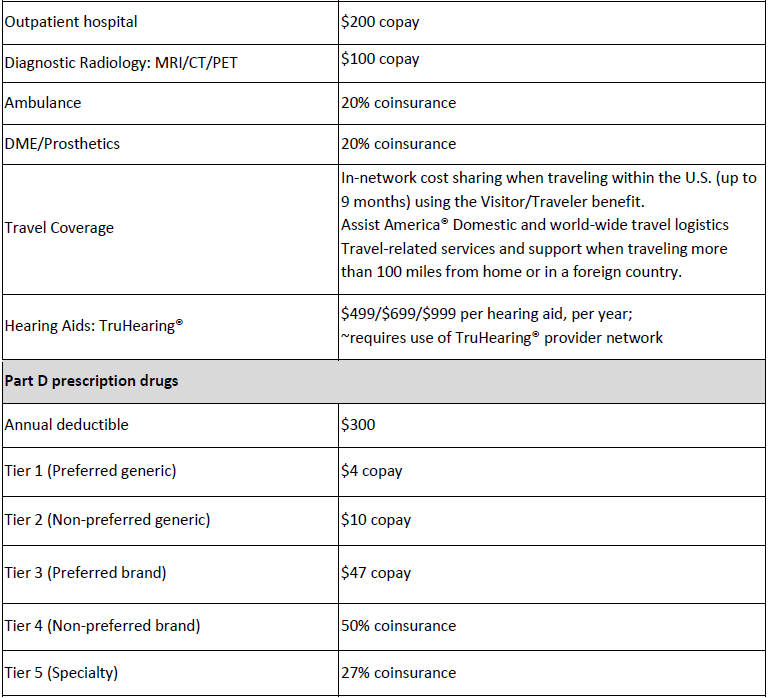 Outpatient hospital
$200 copay
Diagnostic Radiology: MRI/CT/PET
$100 copay
Ambulance
20% coinsurance
DME/Prosthetics
20% coinsurance
Travel Coverage
In-network cost sharing when traveling within the U.S. (up to
9 months) using the Visitor/Traveler benefit.
Assist America® Domestic and world-wide travel logistics
Travel-related services and support when traveling more
than 100 miles from home or in a foreign country.
Hearing Aids: TruHearing®
$499/$699/$999 per hearing aid, per year;
~requires use of TruHearing® provider network
Part D prescription drugs
Annual deductible
$300
Tier 1 (Preferred generic)
$4 copay
Tier 2 (Non-preferred generic)
$10 copay
Tier 3 (Preferred brand)
$47 copay
Tier 4 (Non-preferred brand)
50% coinsurance
Tier 5 (Specialty)
27% coinsurance